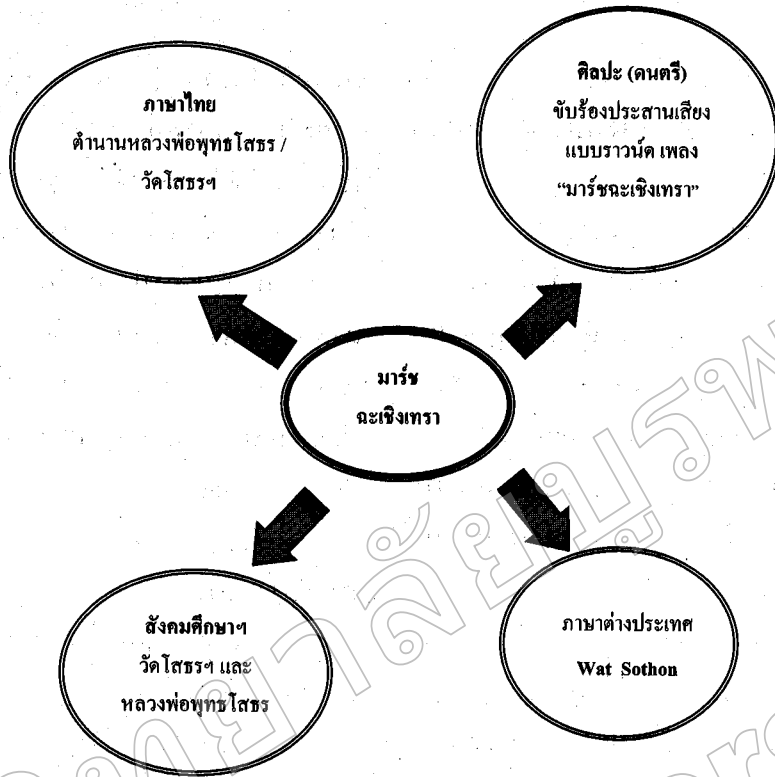 ภาษาไทย
ตำนานหลวงพ่อพุทธโสธร /
วัดโสธรฯ
ศิลปะ (ดนตรี)
ขับร้องประสานเสียง
แบบราวน์ด เพลง
“มาร์ชฉะเชิงเทรา”
มาร์ช
ฉะเชิงเทรา
สังคมศึกษาฯ
วัดโสธรฯ และ
หลวงพ่อพุทธโสธร
ภาษาต่างประเทศ
Wat Sothon